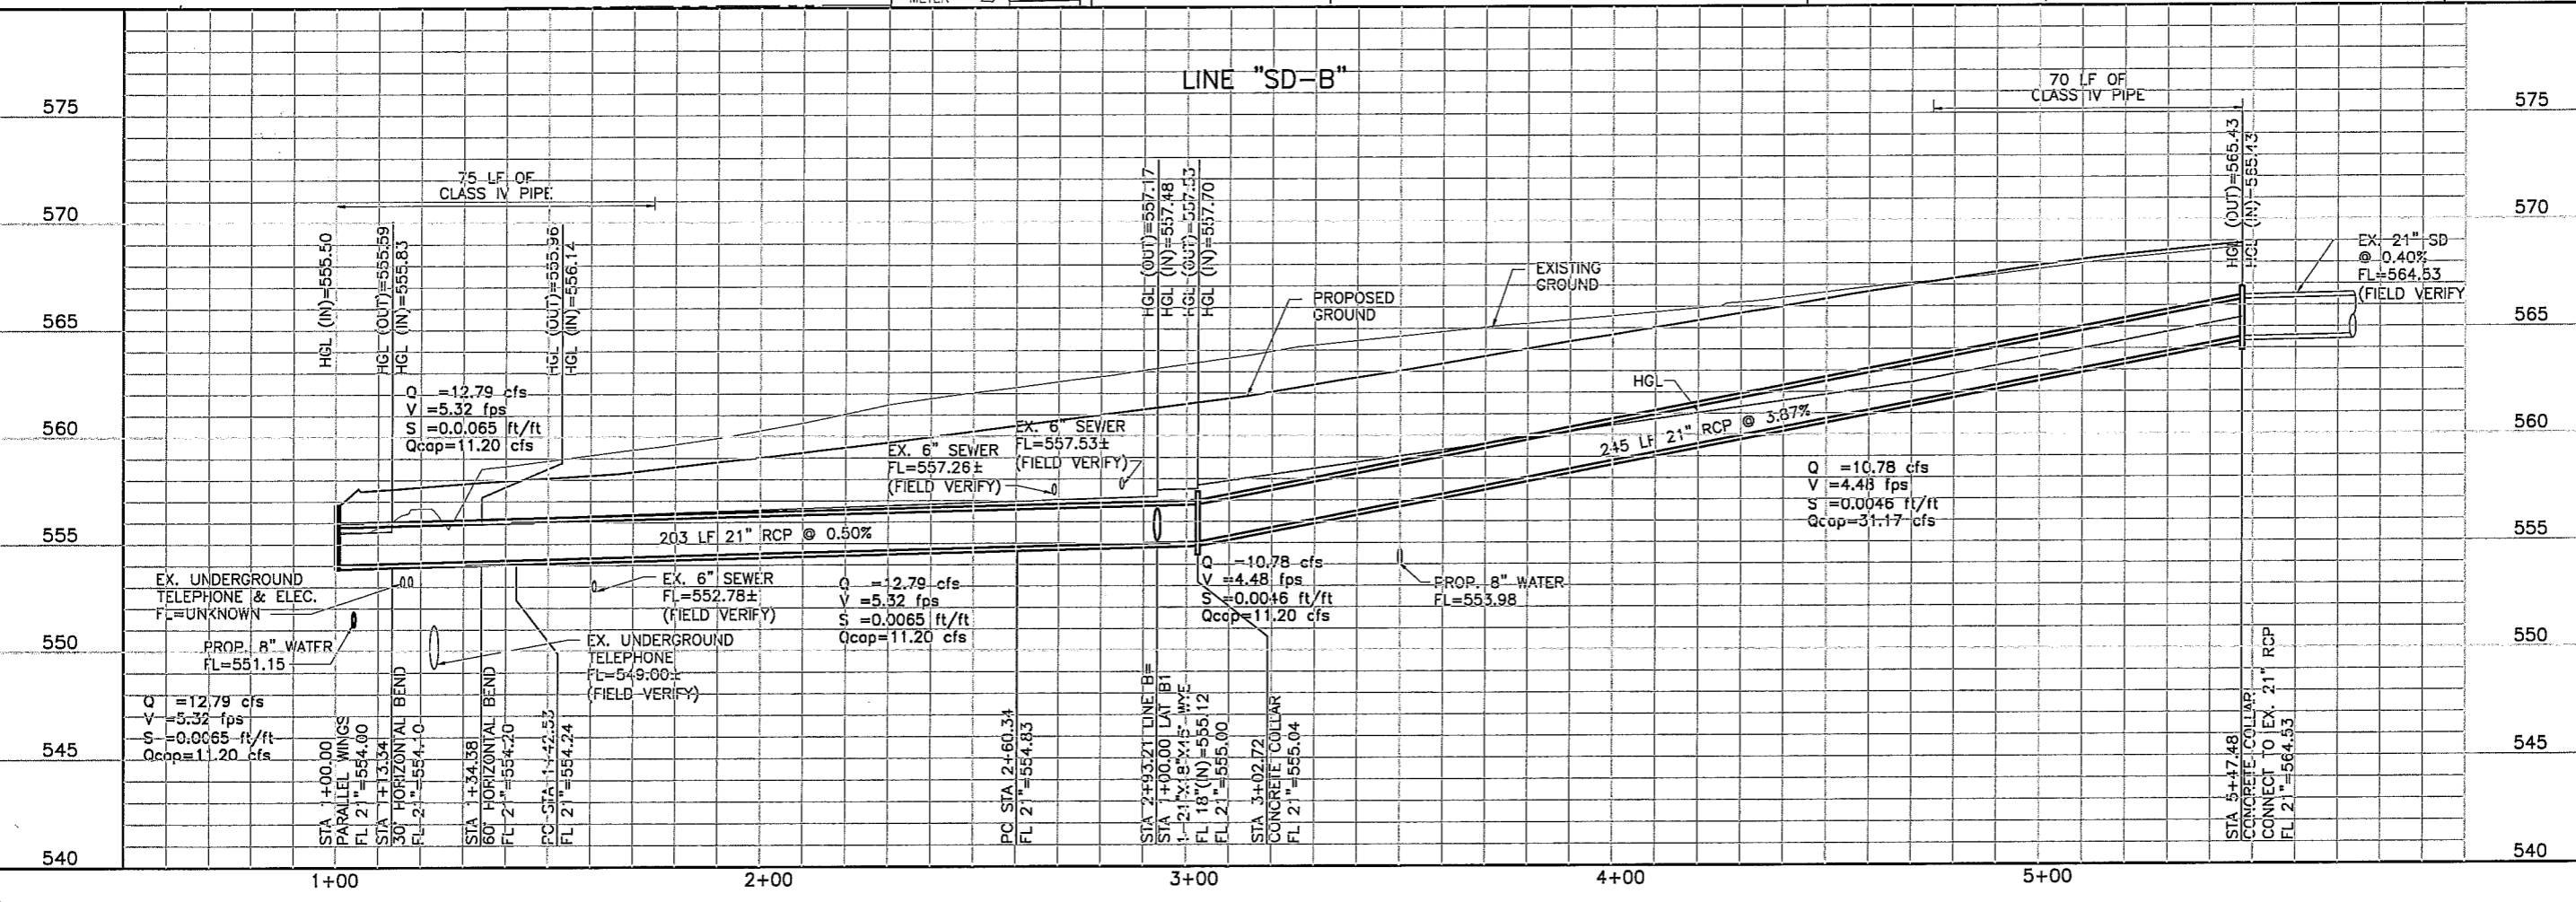 METER
LINE "SD-B"
575
570
565
560
555
550
545
540
75 LF OF
CLASS IV PIPE
HGL (IN)=555.50
HGL (OUT)=555.59
HGL (IN)=555.83
HGL (OUT)=555.96
HGL (IN)=556.14
Q =12.79 cfs
V =5.32 fps
S =0.0.065 ft/ft
Qcap=11.20 cfs
HGL (OUT)=557.17
HGL (IN)=557.48
HGL (OUT)=557.53
HGL (IN)=557.70
EXISTING
GROUND
PROPOSED
GROUND
70 LF OF
CLASS IV PIPE
HGL (OUT)=565.43
HGL (IN)=565.43
EX. 21" SD
@ 0.40%
FL=564.53
(FIELD VERIFY
EX. 6" SEWER
FL=557.26±
(FIELD VERIFY)
EX. 6" SEWER
FL=557.53±
(FIELD VERIFY)
HGL
203 LF 21" RCP @ 0.50%
245 LF 21" RCP @ 3.87%
Q =10.78 cfs
V =4.48 fps
S =0.0046 ft/ft
Qcap=31.17 cfs
EX. UNDERGROUND
TELEPHONE & ELEC.
FL=UNKNOWN
PROP. 8" WATER
FL=551.15
EX. 6" SEWER
FL=552.78±
(FIELD VERIFY)
EX. UNDERGROUND
TELEPHONE
FL=549.00±
(FIELD VERIFY)
Q =12.79 cfs
V =5.32 fps
S =0.0065 ft/ft
Qcap=11.20 cfs
Q =10.78 cfs
V =4.48 fps
S =0.0046 ft/ft
Qcap=11.20 cfs
PROP. 8" WATER
FL=553.98
Q =12.79 cfs
V =5.32 fps
S =0.0065 ft/ft
Qcap=11.20 cfs
STA 1+00.00
PARALLEL WINGS
FL 21"=554.00
STA 1+13.34
30° HORIZONTAL BEND
FL 21"=554.10
STA 1+34.38
60° HORIZONTAL BEND
FL 21"=554.20
PC STA 1+42.53
FL 21"=554.24
PC STA 2+60.34
FL 21"=554.83
STA 2+93.21 LINE B=
STA 1+00.00 LAT B1
1- 21"X18"X45° WYE
FL 18"(IN)=555.12
FL 21"=555.00
STA 3+02.72
CONCRETE COLLAR
FL 21"=555.04
STA 5+47.48
CONCRETE COLLAR
CONNECT TO EX. 21" RCP
FL 21"=564.53
575
570
565
560
555
550
545
540
1+00
2+00
3+00
4+00
5+00